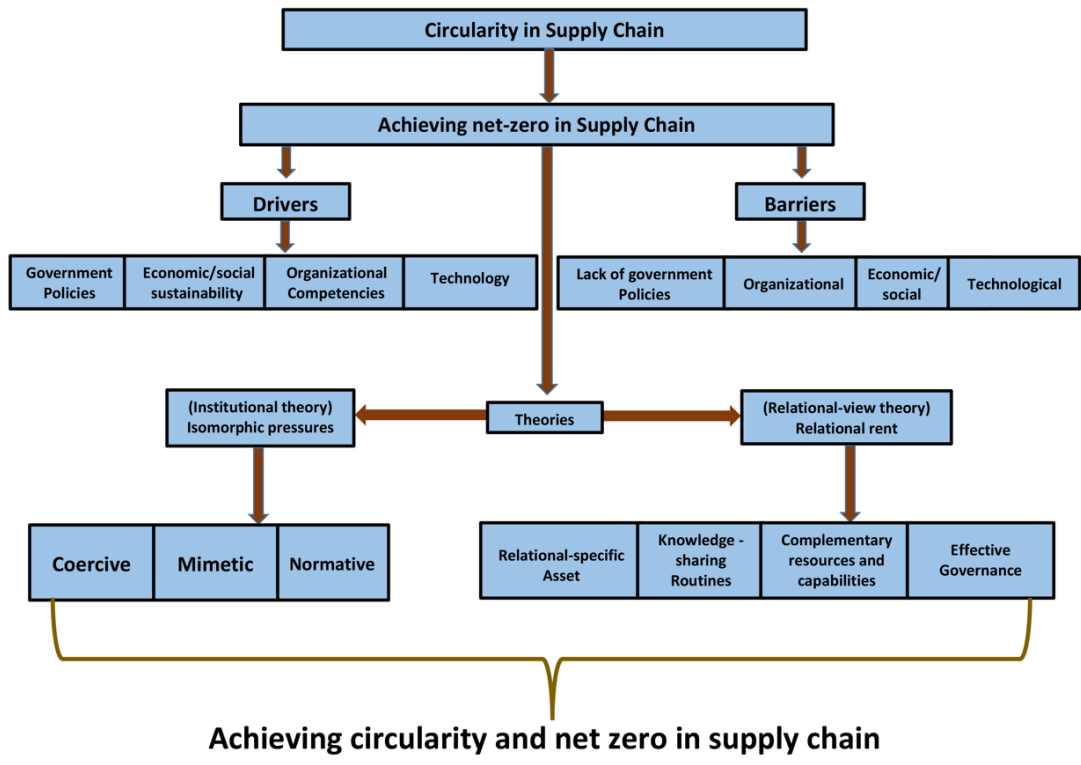 Circularity in Supply Chain
Achieving net-zero in Supply Chain
Drivers
Barriers
Government
Policies
Economic/social
sustainability
Organizational
Competencies
Technology
Lack of government
Policies
Organizational
Economic/
social
Technological
(Institutional theory)
Isomorphic pressures
Theories
(Relational-view theory)
Relational rent
Coercive
Mimetic
Normative
Relational-specific
Asset
Knowledge -
sharing
Routines
Complementary
resources and
capabilities
Effective
Governance
Achieving circularity and net zero in supply chain